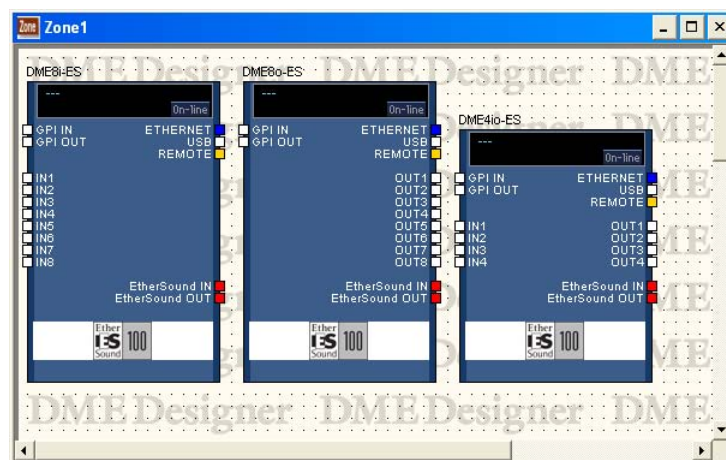 Zone Zone1
DME8i-ES
---
On-line
GPI IN ETHERNET
GPI OUT USB
REMOTE
IN1
IN2
IN3
IN4
IN5
IN6
IN7
IN8
EtherSound IN
EtherSound OUT
Ether
ES 100
Sound
DME8o-ES
---
On-line
GPI IN ETHERNET
GPI OUT USB
REMOTE
OUT1
OUT2
OUT3
OUT4
OUT5
OUT6
OUT7
OUT8
EtherSound IN
EtherSound OUT
Ether
ES 100
Sound
DME4io-ES
---
On-line
GPI IN ETHERNET
GPI OUT USB
REMOTE
IN1 OUT1
IN2 OUT2
IN3 OUT3
IN4 OUT4
EtherSound IN
EtherSound OUT
Ether
ES 100
Sound
DME Designer DME Designer DME